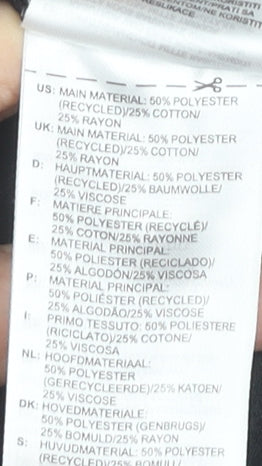 US: MAIN MATERIAL: 50% POLYESTER
(RECYCLED)/25% COTTON/
25% RAYON
UK: MAIN MATERIAL: 50% POLYESTER
(RECYCLED)/25% COTTON/
25% RAYON
D: HAUPTMATERIAL: 50% POLYESTER
(RECYCLED)/25% BAUMWOLLE/
25% VISCOSE
F: MATIERE PRINCIPALE:
50% POLYESTER (RECYCLÉ)/
25% COTON/25% RAYONNE
E: MATERIAL PRINCIPAL:
50% POLIESTER (RECICLADO)/
25% ALGODÓN/25% VISCOSA
P: MATERIAL PRINCIPAL:
50% POLIÉSTER (RECYCLED)/
25% ALGODÃO/25% VISCOSE
I: PRIMO TESSUTO: 50% POLIESTERE
(RICICLATO)/25% COTONE/
25% VISCOSA
NL: HOOFDMATERIAAL:
50% POLYESTER
(GERECYCLEERDE)/25% KATOEN/
25% VISCOSE
DK: HOVEDMATERIALE:
50% POLYESTER (GENBRUGS)/
25% BOMULD/25% RAYON
S: HUVUDMATERIAL: 50% POLYESTER
(RECYCLED)/25% BOMULL/